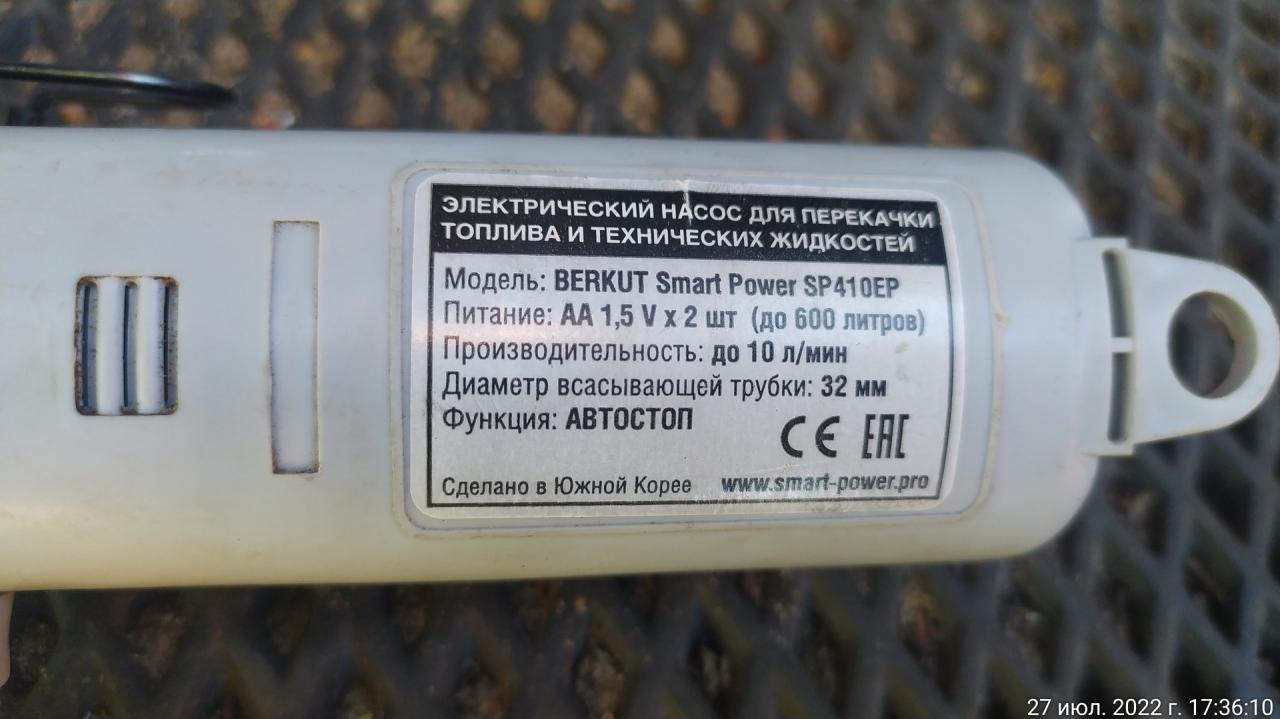 ЭЛЕКТРИЧЕСКИЙ НАСОС ДЛЯ ПЕРЕКАЧКИ
ТОПЛИВА И ТЕХНИЧЕСКИХ ЖИДКОСТЕЙ
Модель: BERKUT Smart Power SP410EP
Питание: АА 1,5 V x 2 шт (до 600 литров)
Производительность: до 10 л/мин
Диаметр всасывающей трубки: 32 мм
Функция: АВТОСТОП
CE EAC
Сделано в Южной Корее www.smart-power.pro
27 июл. 2022 г. 17:36:10